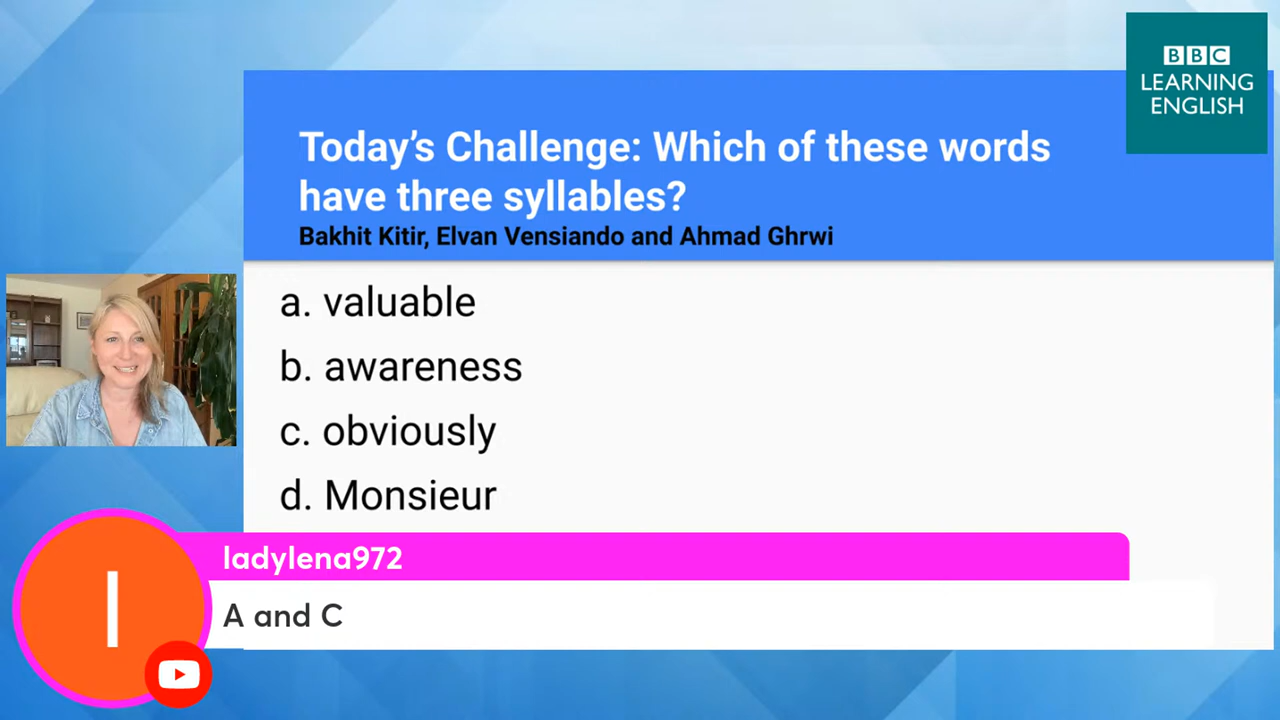 BBC
LEARNING
ENGLISH
Today's Challenge: Which of these words
have three syllables?
Bakhit Kitir, Elvan Vensiando and Ahmad Ghrwi
a. valuable
b. awareness
c. obviously
d. Monsieur
l
ladylena972
A and C